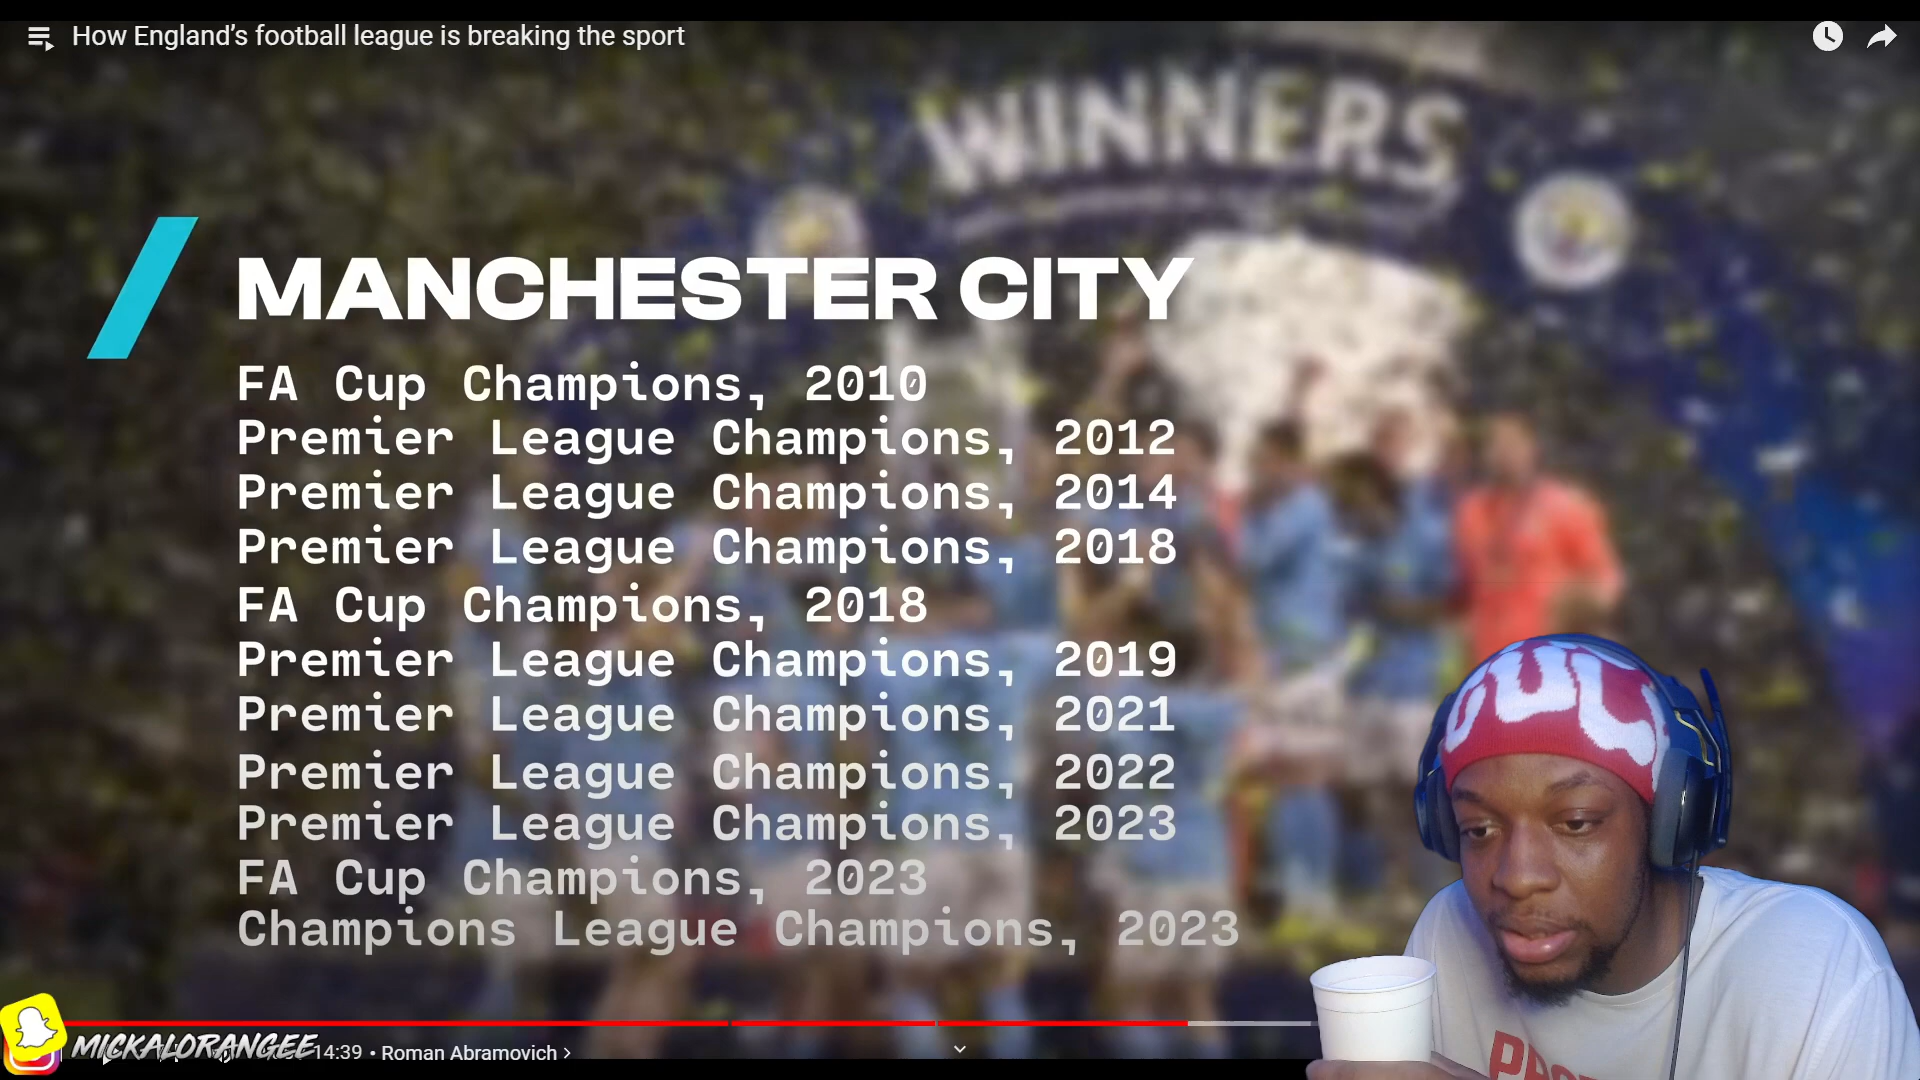 How England’s football league is breaking the sport
WINNERS
MANCHESTER CITY
FA Cup Champions, 2010
Premier League Champions, 2012
Premier League Champions, 2014
Premier League Champions, 2018
FA Cup Champions, 2018
Premier League Champions, 2019
Premier League Champions, 2021
Premier League Champions, 2022
Premier League Champions, 2023
FA Cup Champions, 2023
Champions League Champions, 2023
MICKALORANGEE
14:39 • Roman Abramovich >